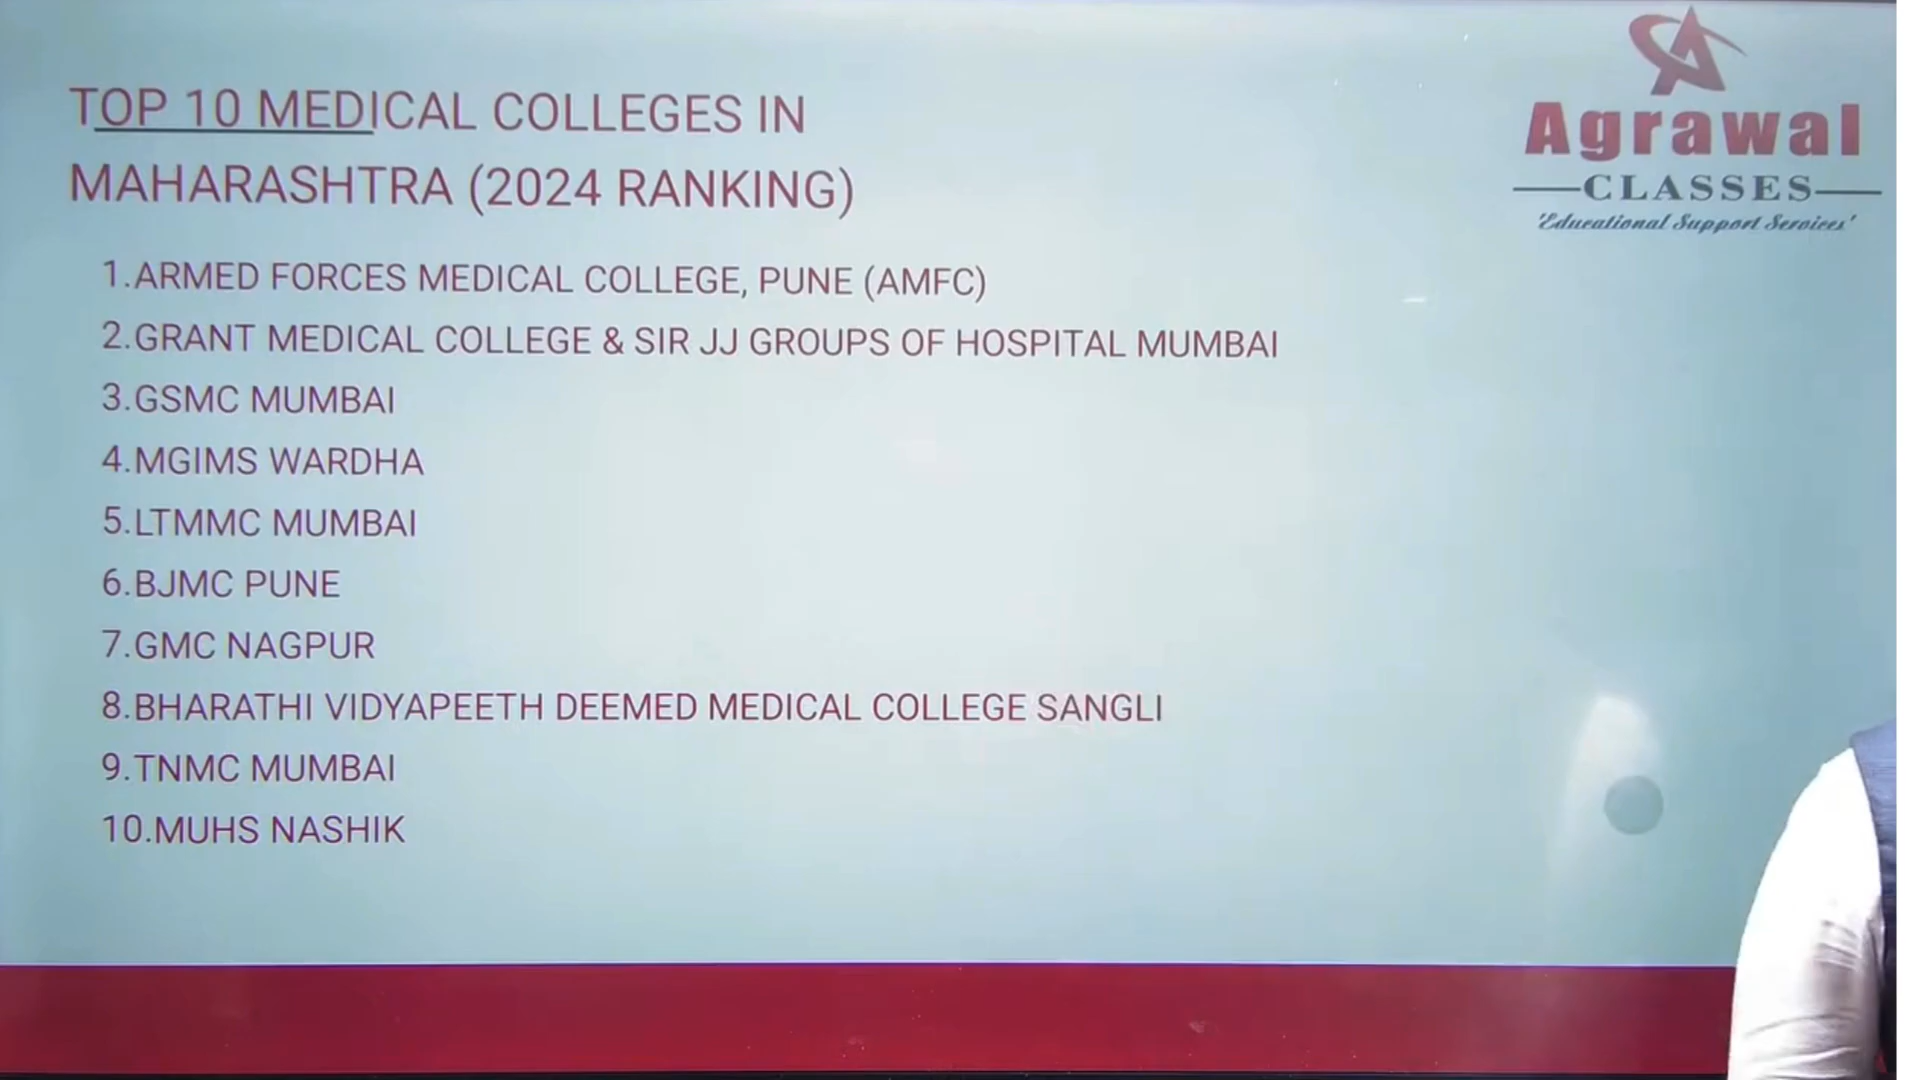 TOP 10 MEDICAL COLLEGES IN
MAHARASHTRA (2024 RANKING)
1.ARMED FORCES MEDICAL COLLEGE, PUNE (AMFC)
2.GRANT MEDICAL COLLEGE & SIR JJ GROUPS OF HOSPITAL MUMBAI
3.GSMC MUMBAI
4.MGIMS WARDHA
5.LTMMC MUMBAI
6.BJMC PUNE
7.GMC NAGPUR
8.BHARATHI VIDYAPEETH DEEMED MEDICAL COLLEGE SANGLI
9.TNMC MUMBAI
10.MUHS NASHIK
Agrawal
CLASSES
'Educational Support Services'